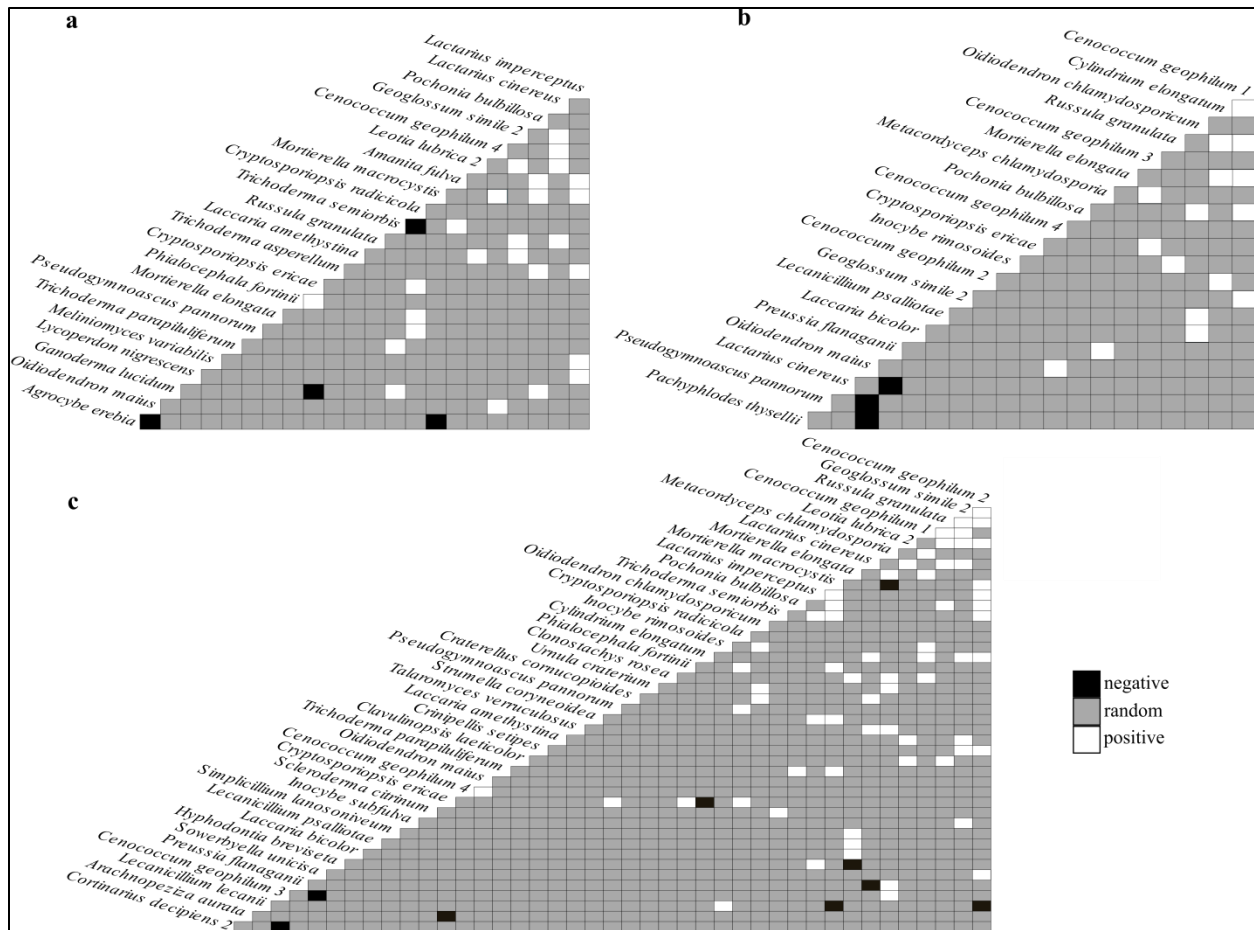 a
Lactarius imperceptus
Lactarius cinereus
Pochonia bulbillosa
Geoglossum simile 2
Cenococcum geophilum 4
Leotia lubrica 2
Amanita fulva
Mortierella macrocystis
Cryptosporiopsis radicicola
Trichoderma semiorbis
Russula granulata
Laccaria amethystina
Trichoderma asperellum
Cryptosporiopsis ericae
Phialocephala fortinii
Mortierella elongata
Pseudogymnoascus pannorum
Trichoderma parapiluliferum
Meliniomyces variabilis
Lycoperdon nigrescens
Ganoderma lucidum
Oidiodendron maius
Agrocybe erebia
b
Cenococcum geophilum 1
Cylindrium elongatum
Oidiodendron chlamydosporicum
Russula granulata
Cenococcum geophilum 3
Mortierella elongata
Metacordyceps chlamydosporia
Pochonia bulbillosa
Cenococcum geophilum 4
Cryptosporiopsis ericae
Inocybe rimosoides
Cenococcum geophilum 2
Geoglossum simile 2
Lecanicillium psalliotae
Laccaria bicolor
Preussia flanaganii
Oidiodendron maius
Lactarius cinereus
Pseudogymnoascus pannorum
Pachyphlodes thysellii
c
Cenococcum geophilum 2
Geoglossum simile 2
Russula granulata
Cenococcum geophilum 1
Leotia lubrica 2
Metacordyceps chlamydosporia
Lactarius cinereus
Mortierella elongata
Mortierella macrocystis
Lactarius imperceptus
Pochonia bulbillosa
Trichoderma semiorbis
Oidiodendron chlamydosporicum
Cryptosporiopsis radicicola
Inocybe rimosoides
Cylindrium elongatum
Phialocephala fortinii
Clonostachys rosea
Urnula craterium
Craterellus cornucopioides
Pseudogymnoascus pannorum
Strumella coryneoidea
Talaromyces verruculosus
Laccaria amethystina
Crinipellis setipes
Clavulinopsis laeticolor
Trichoderma parapiluliferum
Oidiodendron maius
Cenococcum geophilum 4
Cryptosporiopsis ericae
Scleroderma citrinum
Inocybe subfulva
Simplicillium lanosoniveum
Lecanicillium psalliotae
Laccaria bicolor
Hyphodontia breviseta
Sowerbyella unicisa
Preussia flanaganii
Cenococcum geophilum 3
Lecanicillium lecanii
Arachnopeziza aurata
Cortinarius decipiens 2
negative
random
positive